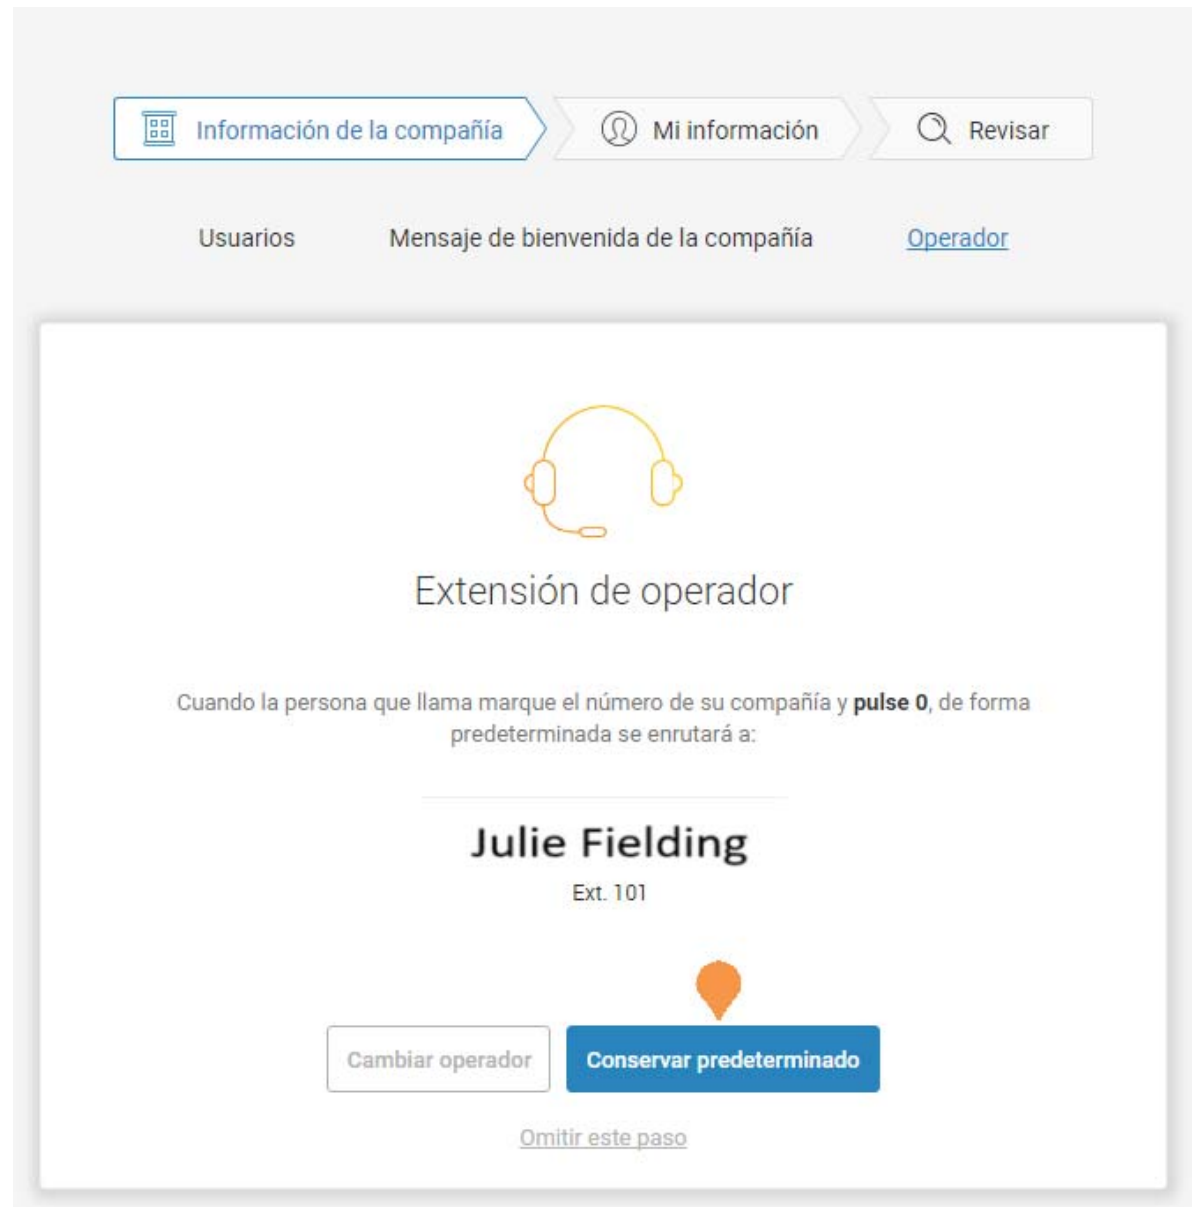 Información de la compañía
Mi información
Revisar
Usuarios
Mensaje de bienvenida de la compañía
Operador
Extensión de operador
Cuando la persona que llama marque el número de su compañía y pulse 0, de forma
predeterminada se enrutará a:
Julie Fielding
Ext. 101
Cambiar operador
Conservar predeterminado
Omitir este paso